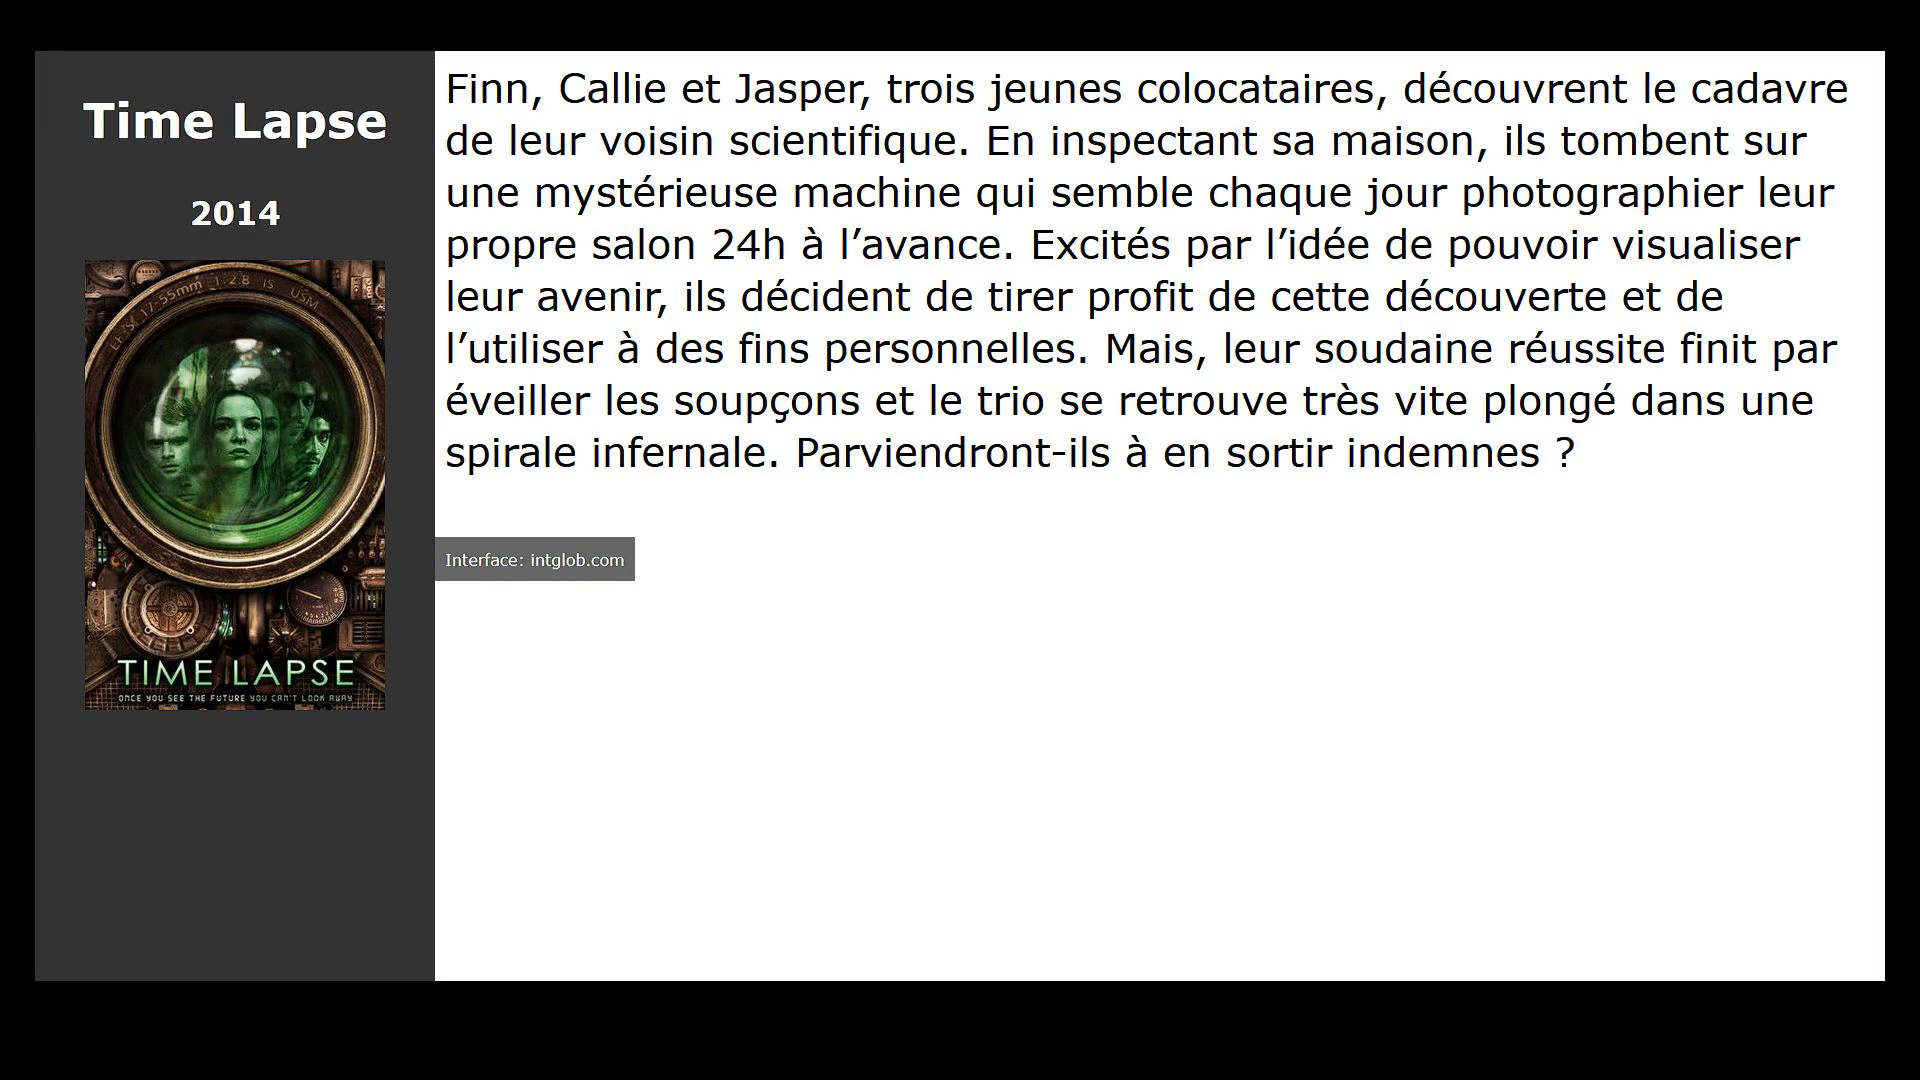 Time Lapse
2014
EF-S 17-55mm 1:2.8 IS USM
TIME LAPSE
ONCE YOU SEE THE FUTURE YOU CAN'T LOOK AWAY
Finn, Callie et Jasper, trois jeunes colocataires, découvrent le cadavre
de leur voisin scientifique. En inspectant sa maison, ils tombent sur
une mystérieuse machine qui semble chaque jour photographier leur
propre salon 24h à l’avance. Excités par l’idée de pouvoir visualiser
leur avenir, ils décident de tirer profit de cette découverte et de
l’utiliser à des fins personnelles. Mais, leur soudaine réussite finit par
éveiller les soupçons et le trio se retrouve très vite plongé dans une
spirale infernale. Parviendront-ils à en sortir indemnes ?
Interface: intglob.com